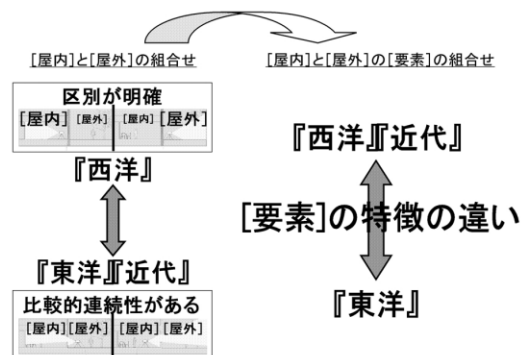 [屋内]と[屋外]の組合せ
区別が明確
[屋内] [屋外] [屋内] [屋外]
『西洋』
『東洋』『近代』
比較的連続性がある
[屋内][屋外] [屋内][屋外]
[屋内]と[屋外]の[要素]の組合せ
『西洋』『近代』
[要素]の特徴の違い
『東洋』